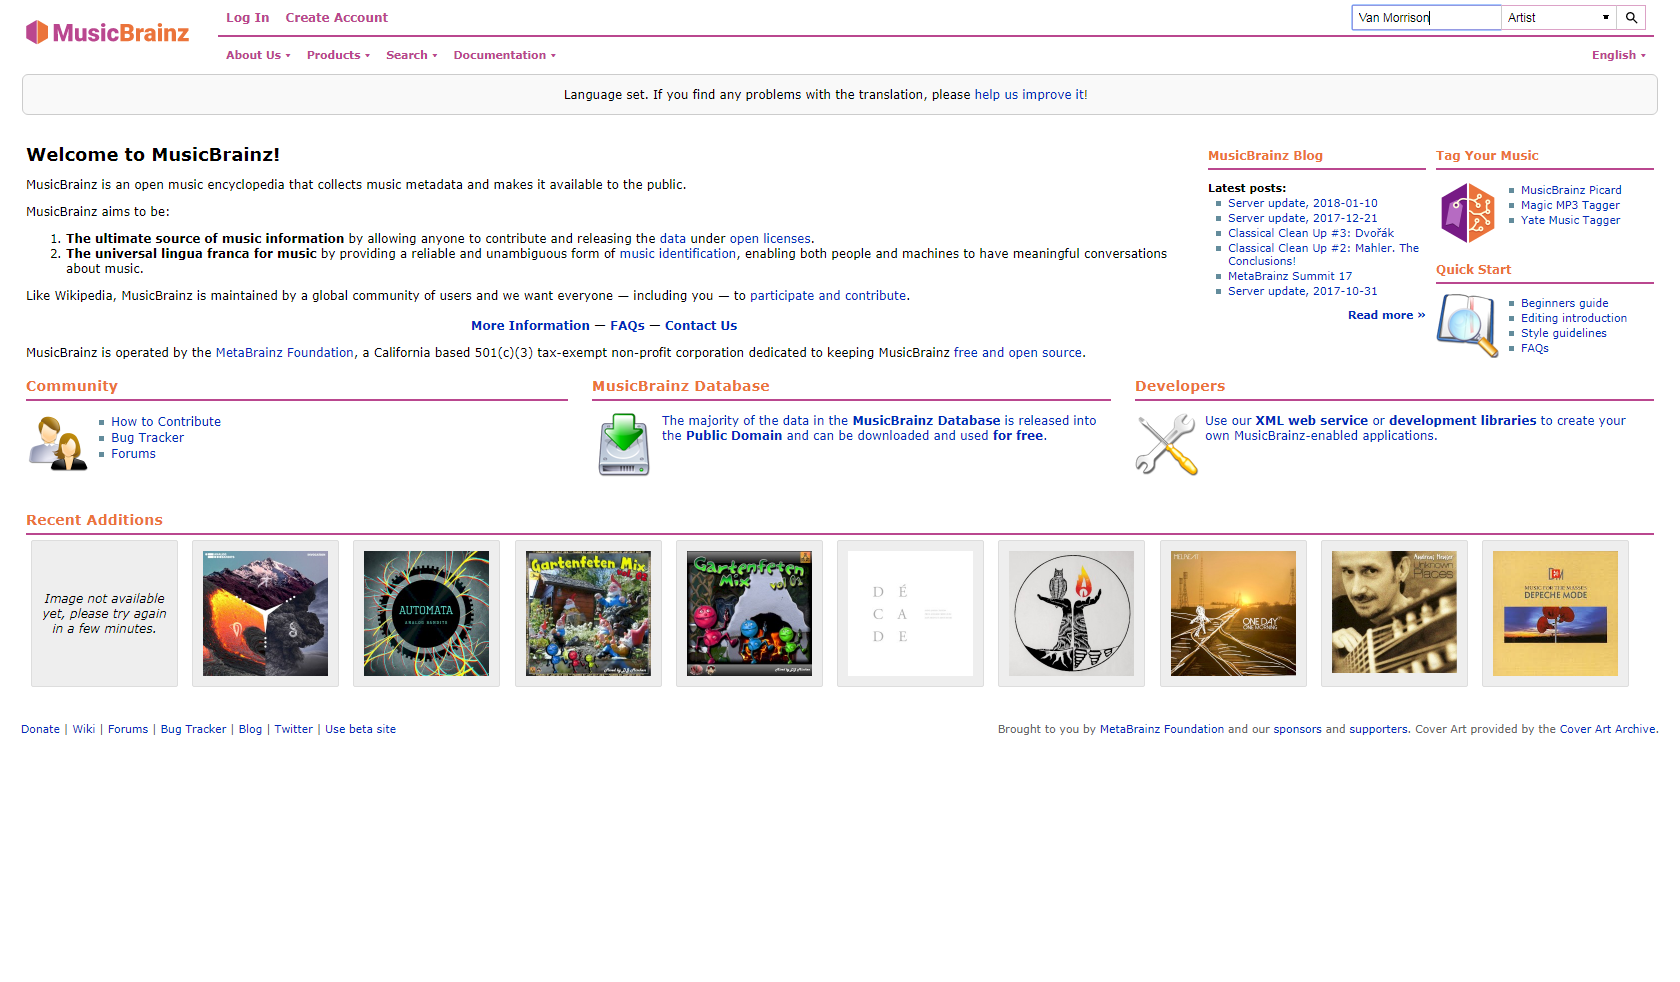 MusicBrainz
Log In Create Account
Van Morrison Artist
About Us Products Search Documentation English
Language set. If you find any problems with the translation, please help us improve it!
Welcome to MusicBrainz!
MusicBrainz is an open music encyclopedia that collects music metadata and makes it available to the public.
MusicBrainz aims to be:
1. The ultimate source of music information by allowing anyone to contribute and releasing the data under open licenses.
2. The universal lingua franca for music by providing a reliable and unambiguous form of music identification, enabling both people and machines to have meaningful conversations
about music.
Like Wikipedia, MusicBrainz is maintained by a global community of users and we want everyone — including you — to participate and contribute.
More Information — FAQs — Contact Us
MusicBrainz is operated by the MetaBrainz Foundation, a California based 501(c)(3) tax-exempt non-profit corporation dedicated to keeping MusicBrainz free and open source.
MusicBrainz Blog
Latest posts:
Server update, 2018-01-10
Server update, 2017-12-21
Classical Clean Up #3: Dvořák
Classical Clean Up #2: Mahler. The
Conclusions!
MetaBrainz Summit 17
Server update, 2017-10-31
Read more »
Tag Your Music
MusicBrainz Picard
Magic MP3 Tagger
Yate Music Tagger
Quick Start
Beginners guide
Editing introduction
Style guidelines
FAQs
Community
How to Contribute
Bug Tracker
Forums
MusicBrainz Database
The majority of the data in the MusicBrainz Database is released into
the Public Domain and can be downloaded and used for free.
Developers
Use our XML web service or development libraries to create your
own MusicBrainz-enabled applications.
Recent Additions
Image not available
yet, please try again
in a few minutes.
AUTOMATA
ANALOG BANDITS
Gartenfeten Mix
Gartenfeten
Mix vol 01
D É
C A
D E
ONE DAY
ONE MORNING
Andreas
Unknown
Places
MUSIC FOR THE MASSES
DEPECHE MODE
Donate | Wiki | Forums | Bug Tracker | Blog | Twitter | Use beta site
Brought to you by MetaBrainz Foundation and our sponsors and supporters. Cover Art provided by the Cover Art Archive.